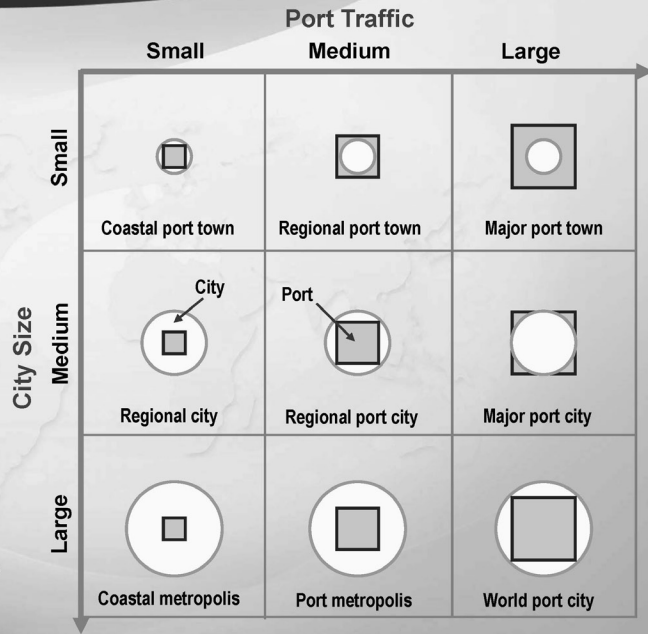 Port Traffic
Small Medium Large
City Size
Small
Coastal port town Regional port town Major port town
Medium
City
Port
Regional city Regional port city Major port city
Large
Coastal metropolis Port metropolis World port city